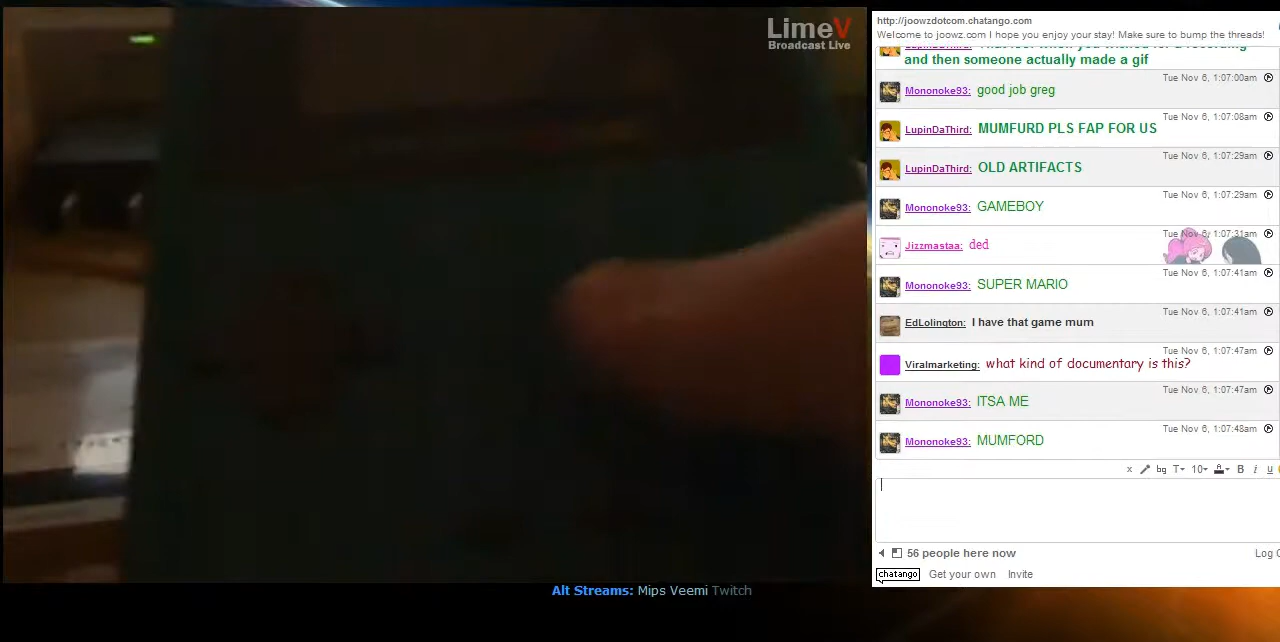 LimeV
Broadcast Live
http://joowzdotcom.chatango.com
Welcome to joowz.com I hope you enjoy your stay! Make sure to bump the threads!
and then someone actually made a gif
Tue Nov 6, 1:07:00am
Mononoke93: good job greg
Tue Nov 6, 1:07:08am
LupinDaThird: MUMFURD PLS FAP FOR US
Tue Nov 6, 1:07:29am
LupinDaThird: OLD ARTIFACTS
Tue Nov 6, 1:07:29am
Mononoke93: GAMEBOY
Tue Nov 6, 1:07:31am
Jizzmastaa: ded
Tue Nov 6, 1:07:41am
Mononoke93: SUPER MARIO
Tue Nov 6, 1:07:41am
EdLolington: I have that game mum
Tue Nov 6, 1:07:47am
Viralmarketing: what kind of documentary is this?
Tue Nov 6, 1:07:47am
Mononoke93: ITSA ME
Tue Nov 6, 1:07:48am
Mononoke93: MUMFORD
x bg T 10 A B i u
56 people here now
Log
chatango Get your own Invite
Alt Streams: Mips Veemi Twitch